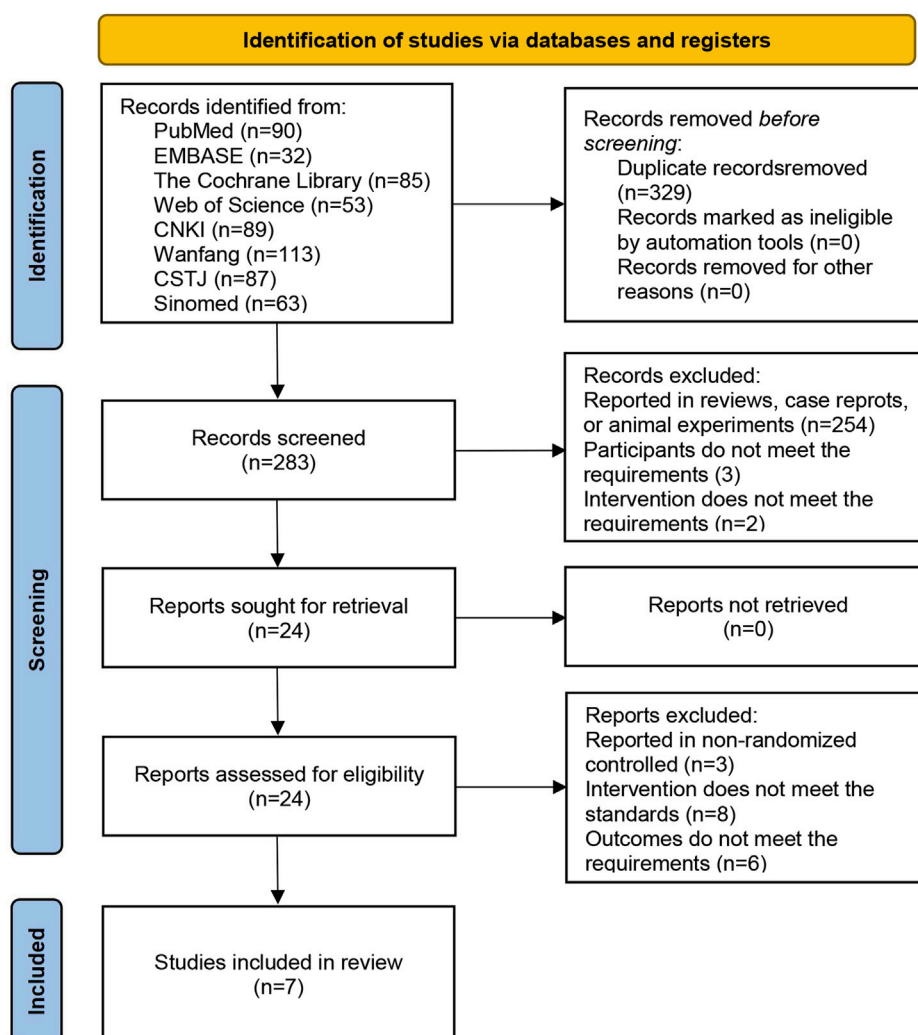 Identification of studies via databases and registers
Identification
Records identified from:
PubMed (n=90)
EMBASE (n=32)
The Cochrane Library (n=85)
Web of Science (n=53)
CNKI (n=89)
Wanfang (n=113)
CSTJ (n=87)
Sinomed (n=63)
Records removed before
screening:
Duplicate recordsremoved
(n=329)
Records marked as ineligible
by automation tools (n=0)
Records removed for other
reasons (n=0)
Screening
Records screened
(n=283)
Records excluded:
Reported in reviews, case reprots,
or animal experiments (n=254)
Participants do not meet the
requirements (3)
Intervention does not meet the
requirements (n=2)
Reports sought for retrieval
(n=24)
Reports not retrieved
(n=0)
Reports assessed for eligibility
(n=24)
Reports excluded:
Reported in non-randomized
controlled (n=3)
Intervention does not meet the
standards (n=8)
Outcomes do not meet the
requirements (n=6)
Included
Studies included in review
(n=7)